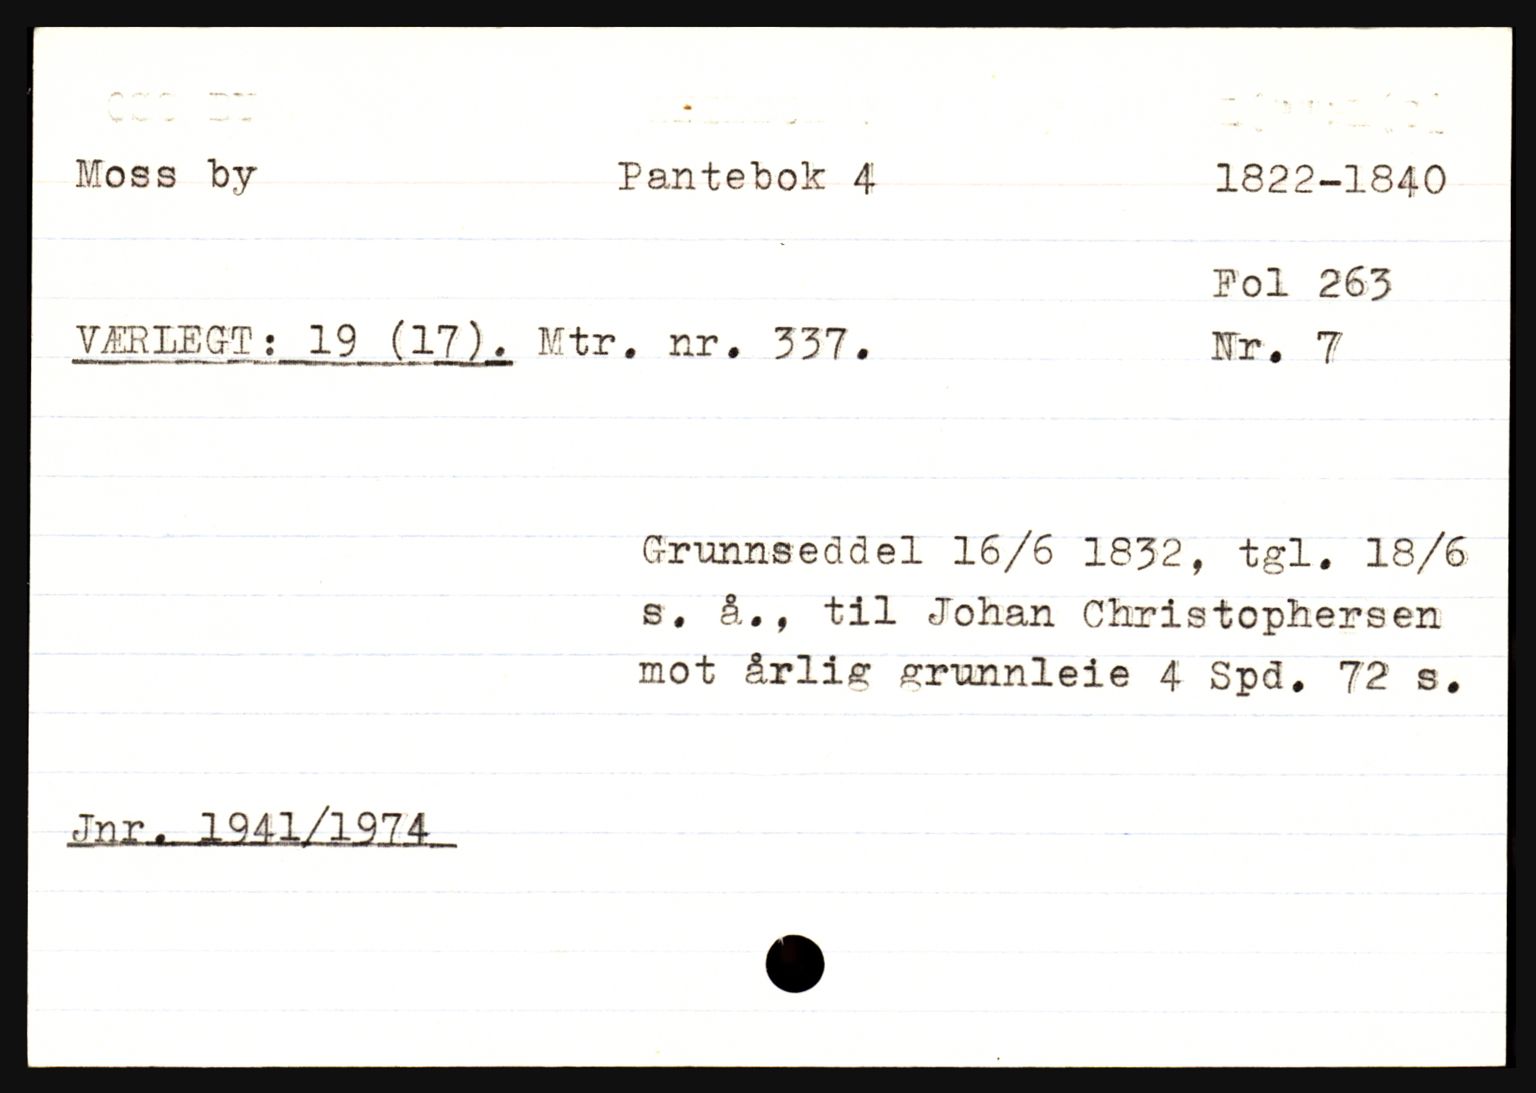 Moss by Pantebok 4 1822-1840
Fol 263
VÆRLEGT: 19 (17). Mtr. nr. 337. Nr. 7
Grunnseddel 16/6 1832, tgl. 18/6
s. å., til Johan Christophersen
mot årlig grunnleie 4 Spd. 72 s.
Jnr. 1941/1974